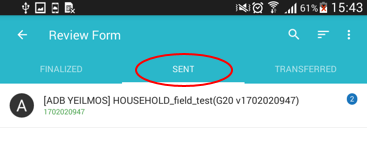 61% 15:43
Review Form
FINALIZED SENT TRANSFERRED
A [ADB YEILMOS] HOUSEHOLD_field_test(G20 v1702020947) 2
1702020947